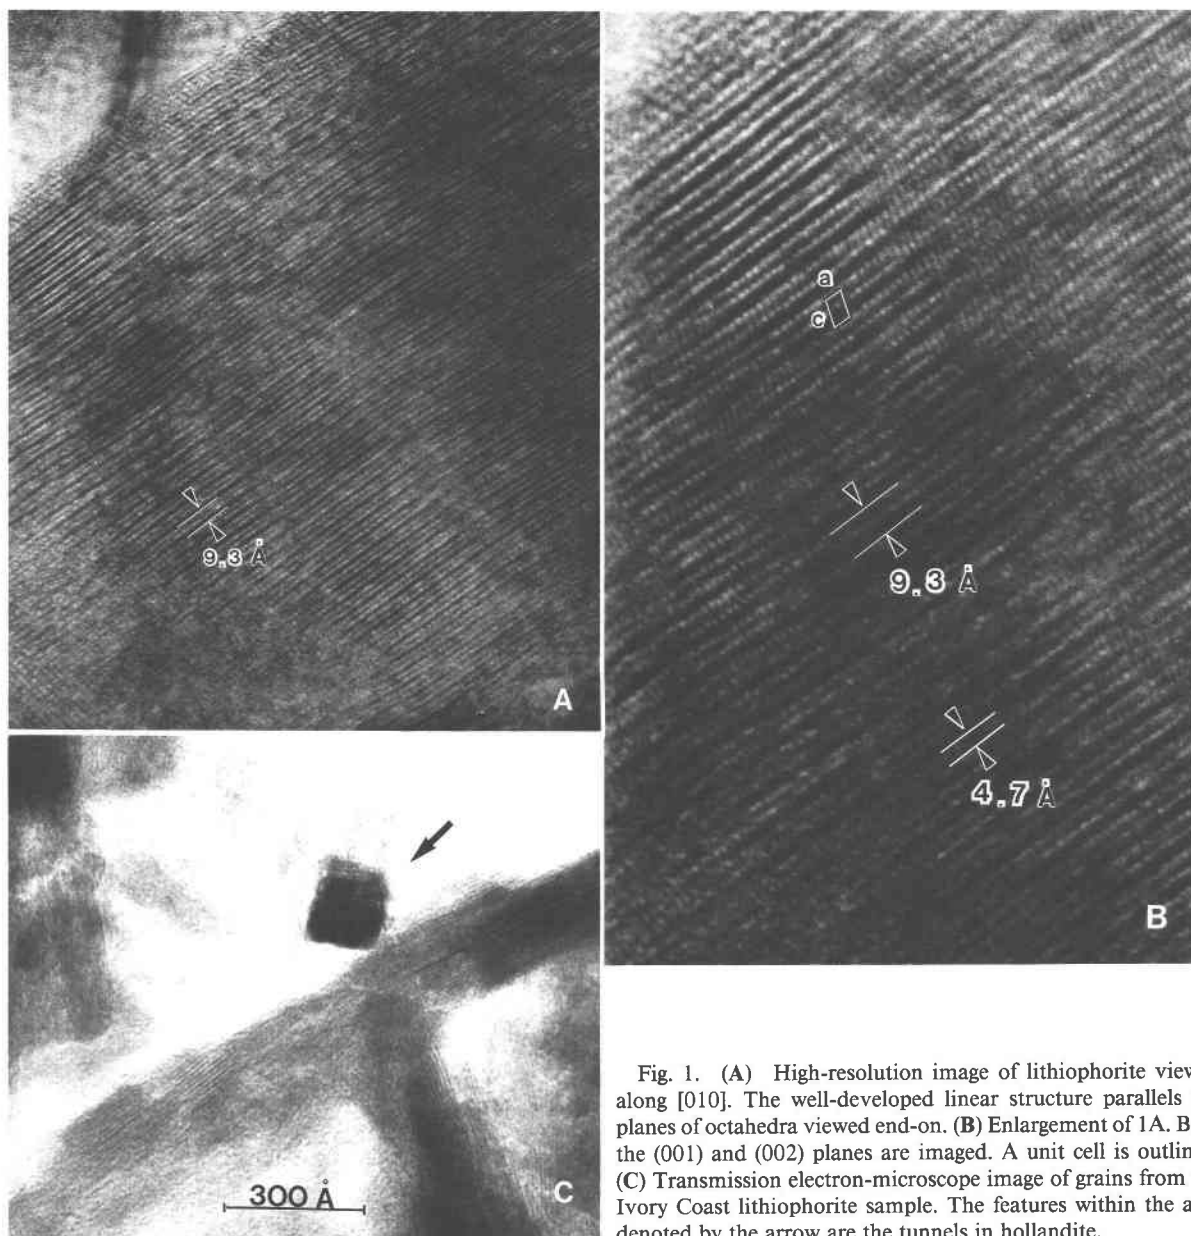 9.3 Å
A
a
c
9.3 Å
4.7 Å
B
300 Å
C
Fig. 1. (A) High-resolution image of lithiophorite view
along [010]. The well-developed linear structure parallels
planes of octahedra viewed end-on. (B) Enlargement of 1A. B
the (001) and (002) planes are imaged. A unit cell is outlin
(C) Transmission electron-microscope image of grains from
Ivory Coast lithiophorite sample. The features within the a
denoted by the arrow are the tunnels in hollandite.